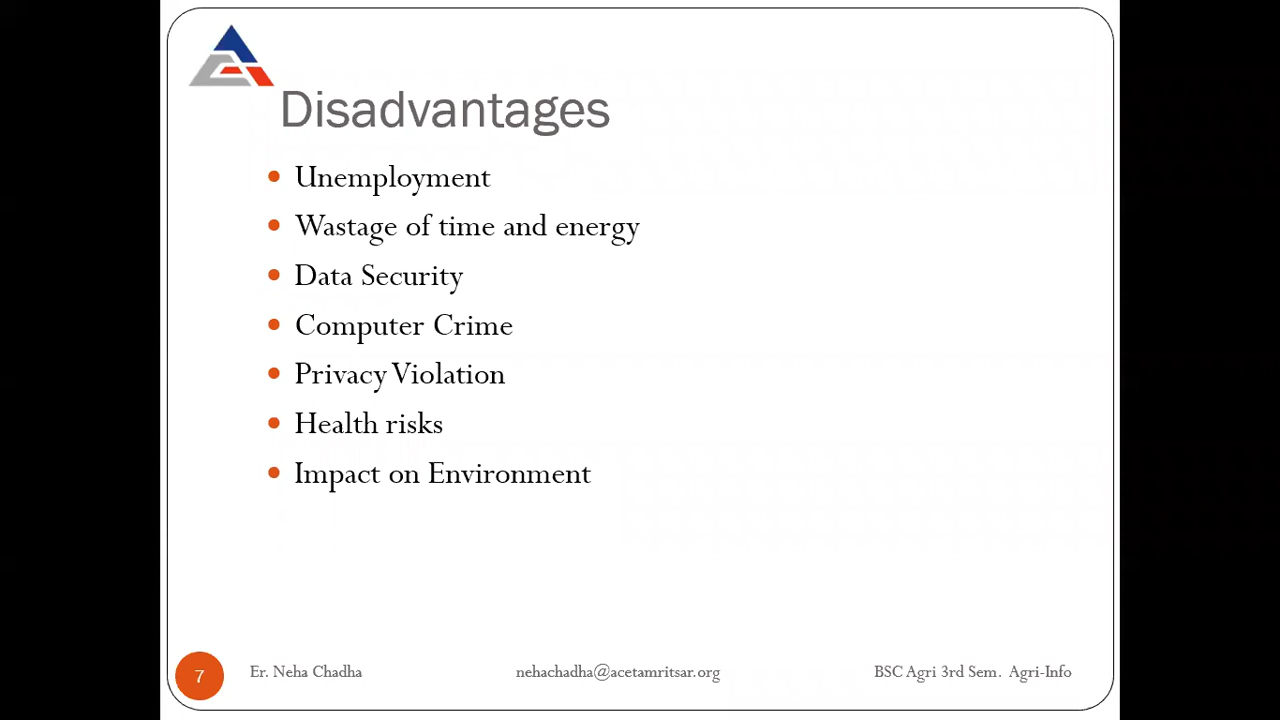 Disadvantages
Unemployment
Wastage of time and energy
Data Security
Computer Crime
Privacy Violation
Health risks
Impact on Environment
7 Er. Neha Chadha nehachadha@acetamritsar.org BSC Agri 3rd Sem. Agri-Info